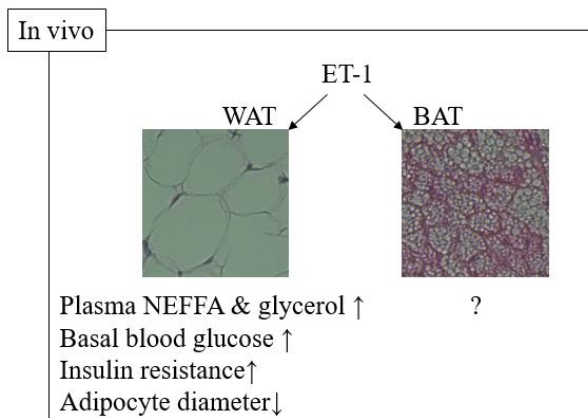 In vivo
ET-1
WAT BAT
Plasma NEFFA & glycerol ↑ ?
Basal blood glucose ↑
Insulin resistance↑
Adipocyte diameter↓